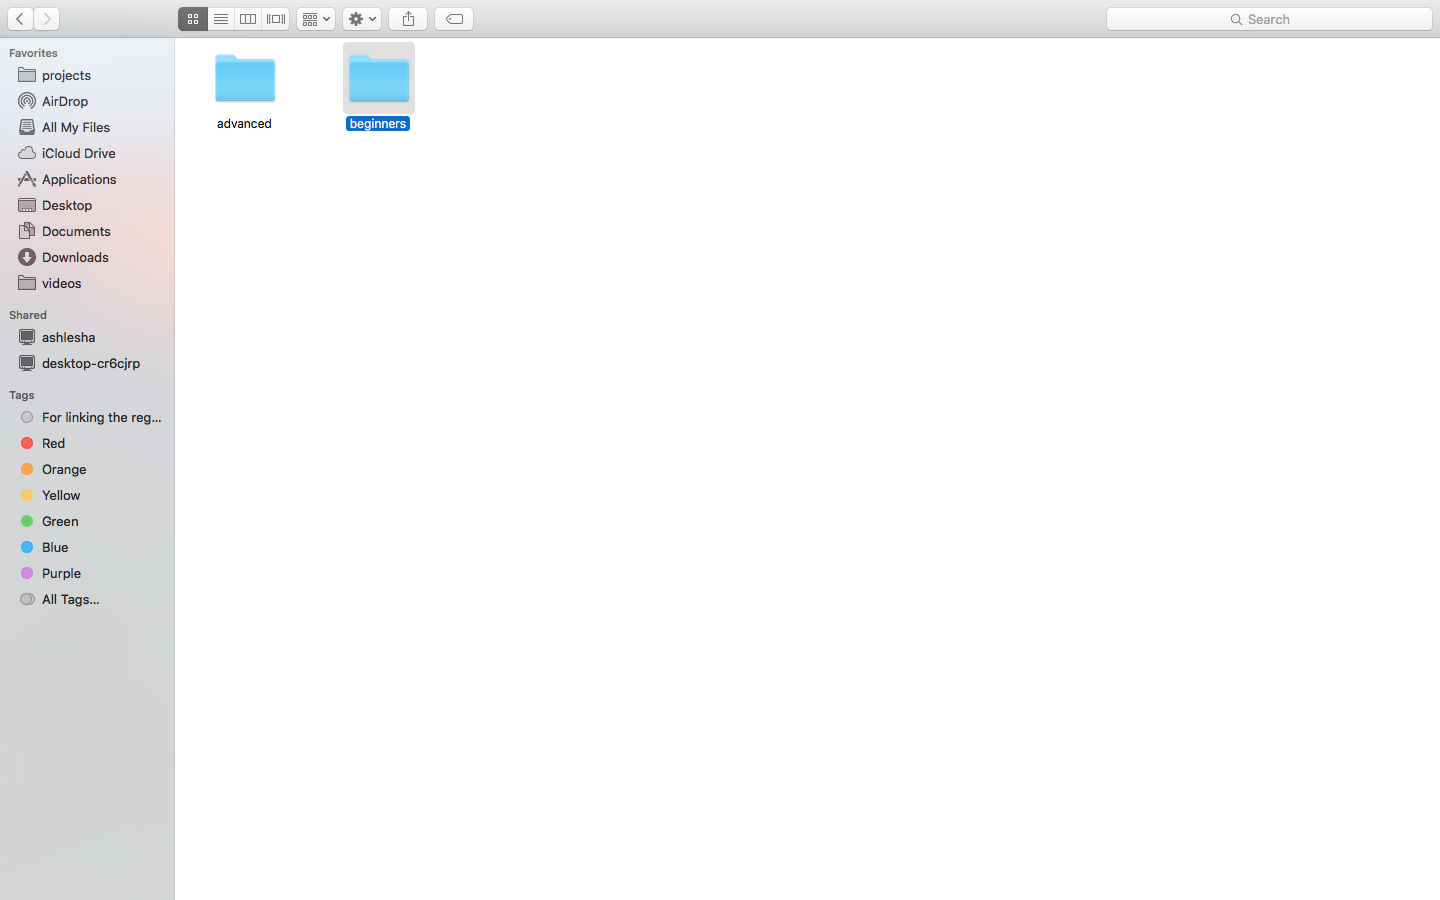 Search
Favorites
projects
AirDrop
All My Files
iCloud Drive
Applications
Desktop
Documents
Downloads
videos
Shared
ashlesha
desktop-cr6cjrp
Tags
For linking the reg...
Red
Orange
Yellow
Green
Blue
Purple
All Tags...
advanced
beginners